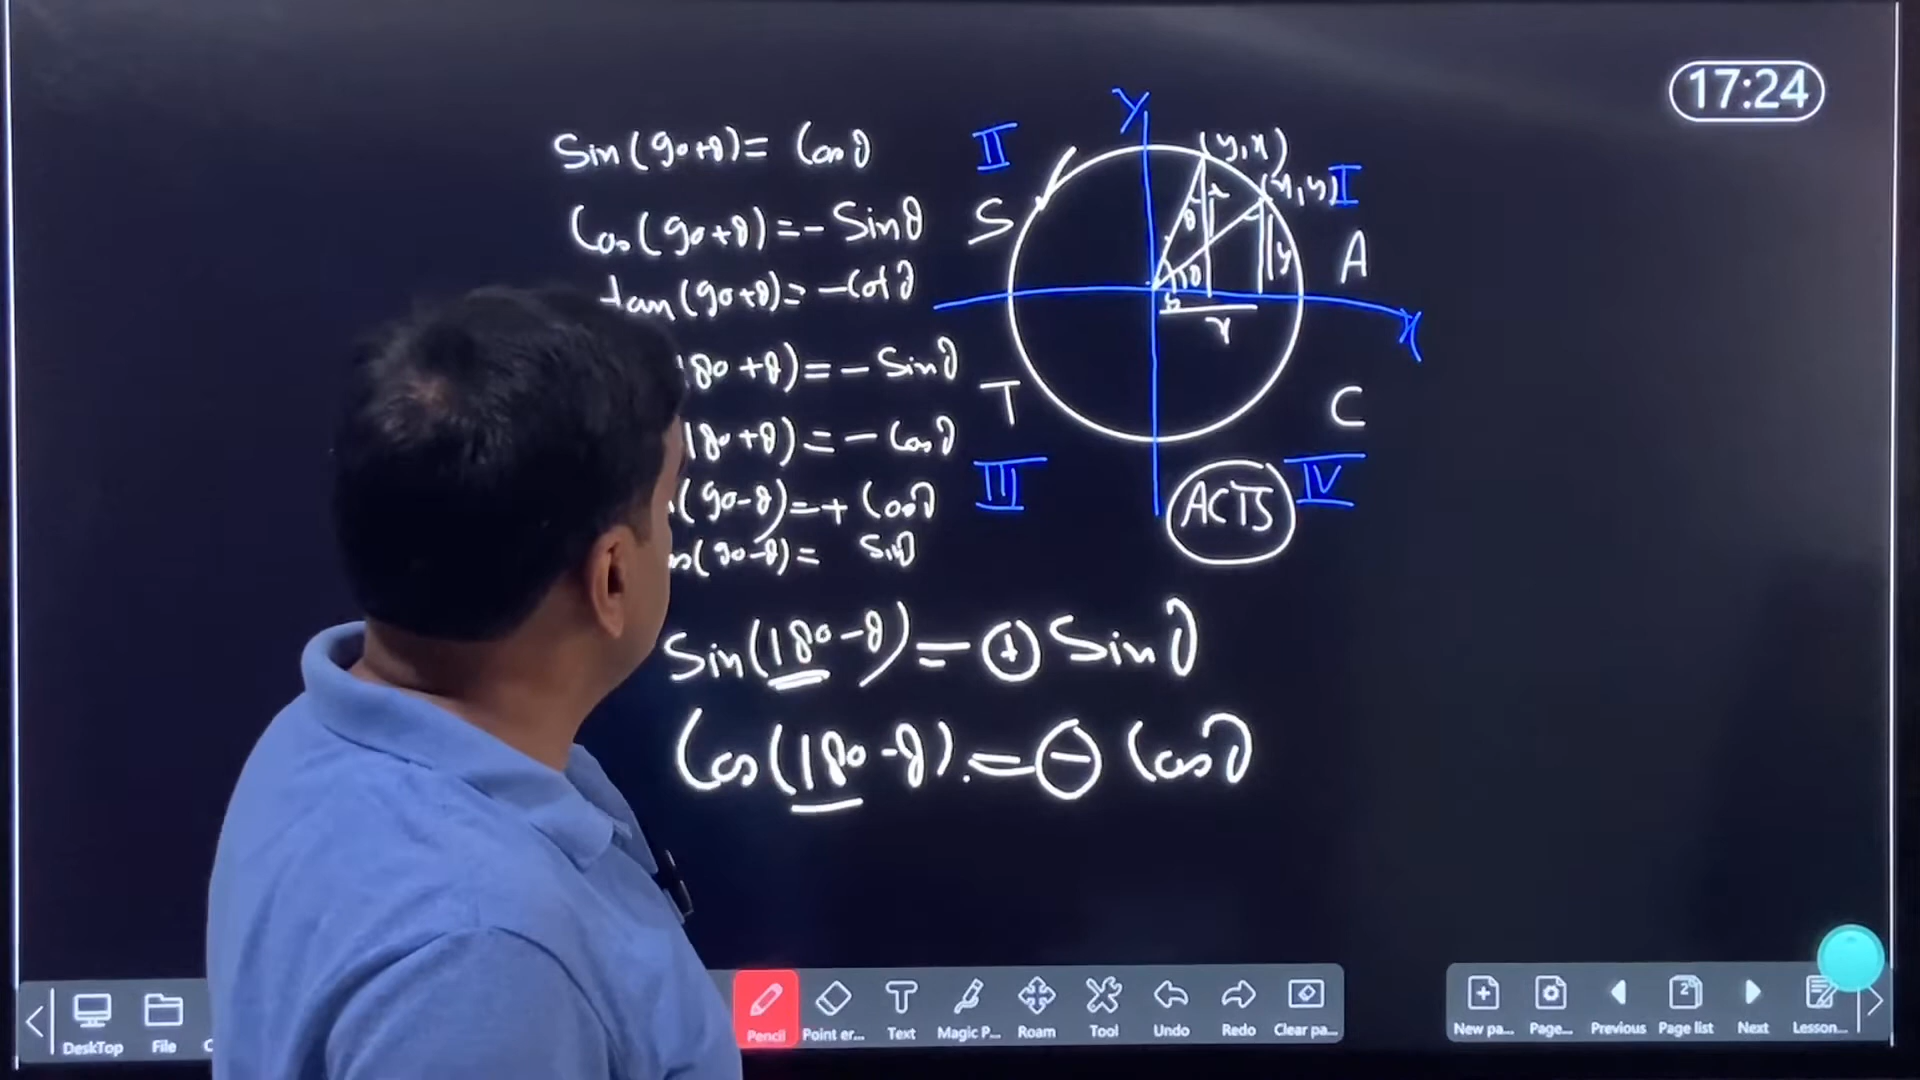 17:24
Sin(90+θ)= Cosθ
Cos(90+θ)=- Sinθ
tan(90+θ)= -Cotθ
180+θ)=- Sinθ
180+θ)= - Cosθ
(90-θ)=+ Cosθ
os(90-θ)= Sinθ
Sin(180-θ)= + Sinθ
Cos(180-θ).= - Cosθ
Y
II
(y,x)
(x,y)
I
S
A
θ
x
θ
y
x
X
T
C
III
ACTS
IV
DeskTop
File
Pencil
Point er...
Text
Magic P...
Roam
Tool
Undo
Redo
Clear pa...
New pa...
Page...
Previous
2
Page list
Next
Lesson...